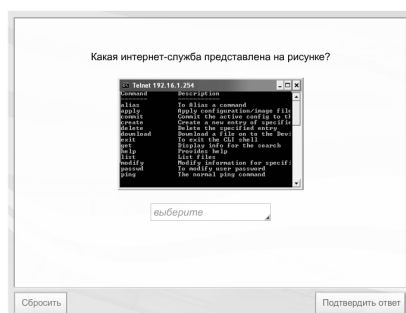 Какая интернет-служба представлена на рисунке?
Telnet 192.16.1.254
Command Description
alias To Alias a command
apply Apply configuration/image file
commit Commit the active config to th
create Create a new entry of specifie
delete Delete the specified entry
download Download a file on to the Dev
exit To exit the CLI shell
get Display info for the search
help Provides help
list List files
modify Modify information for specif
passwd To modify user password
ping The normal ping command
выберите
Сбросить
Подтвердить ответ